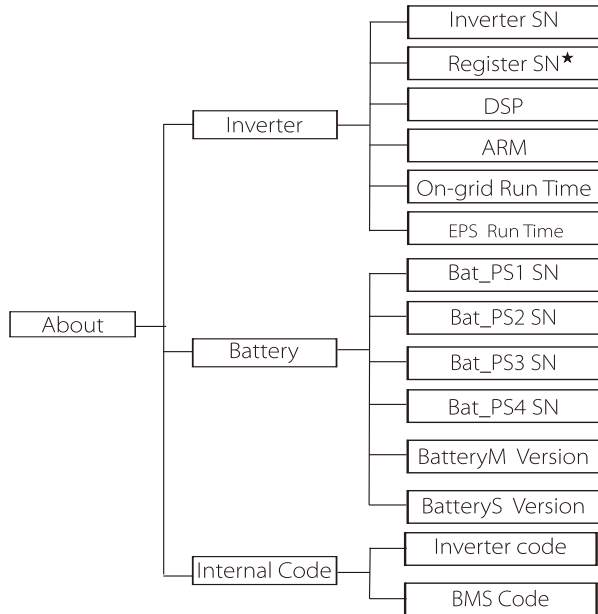 About
Inverter
Inverter SN
Register SN★
DSP
ARM
On-grid Run Time
EPS Run Time
Battery
Bat_PS1 SN
Bat_PS2 SN
Bat_PS3 SN
Bat_PS4 SN
BatteryM Version
BatteryS Version
Internal Code
Inverter code
BMS Code